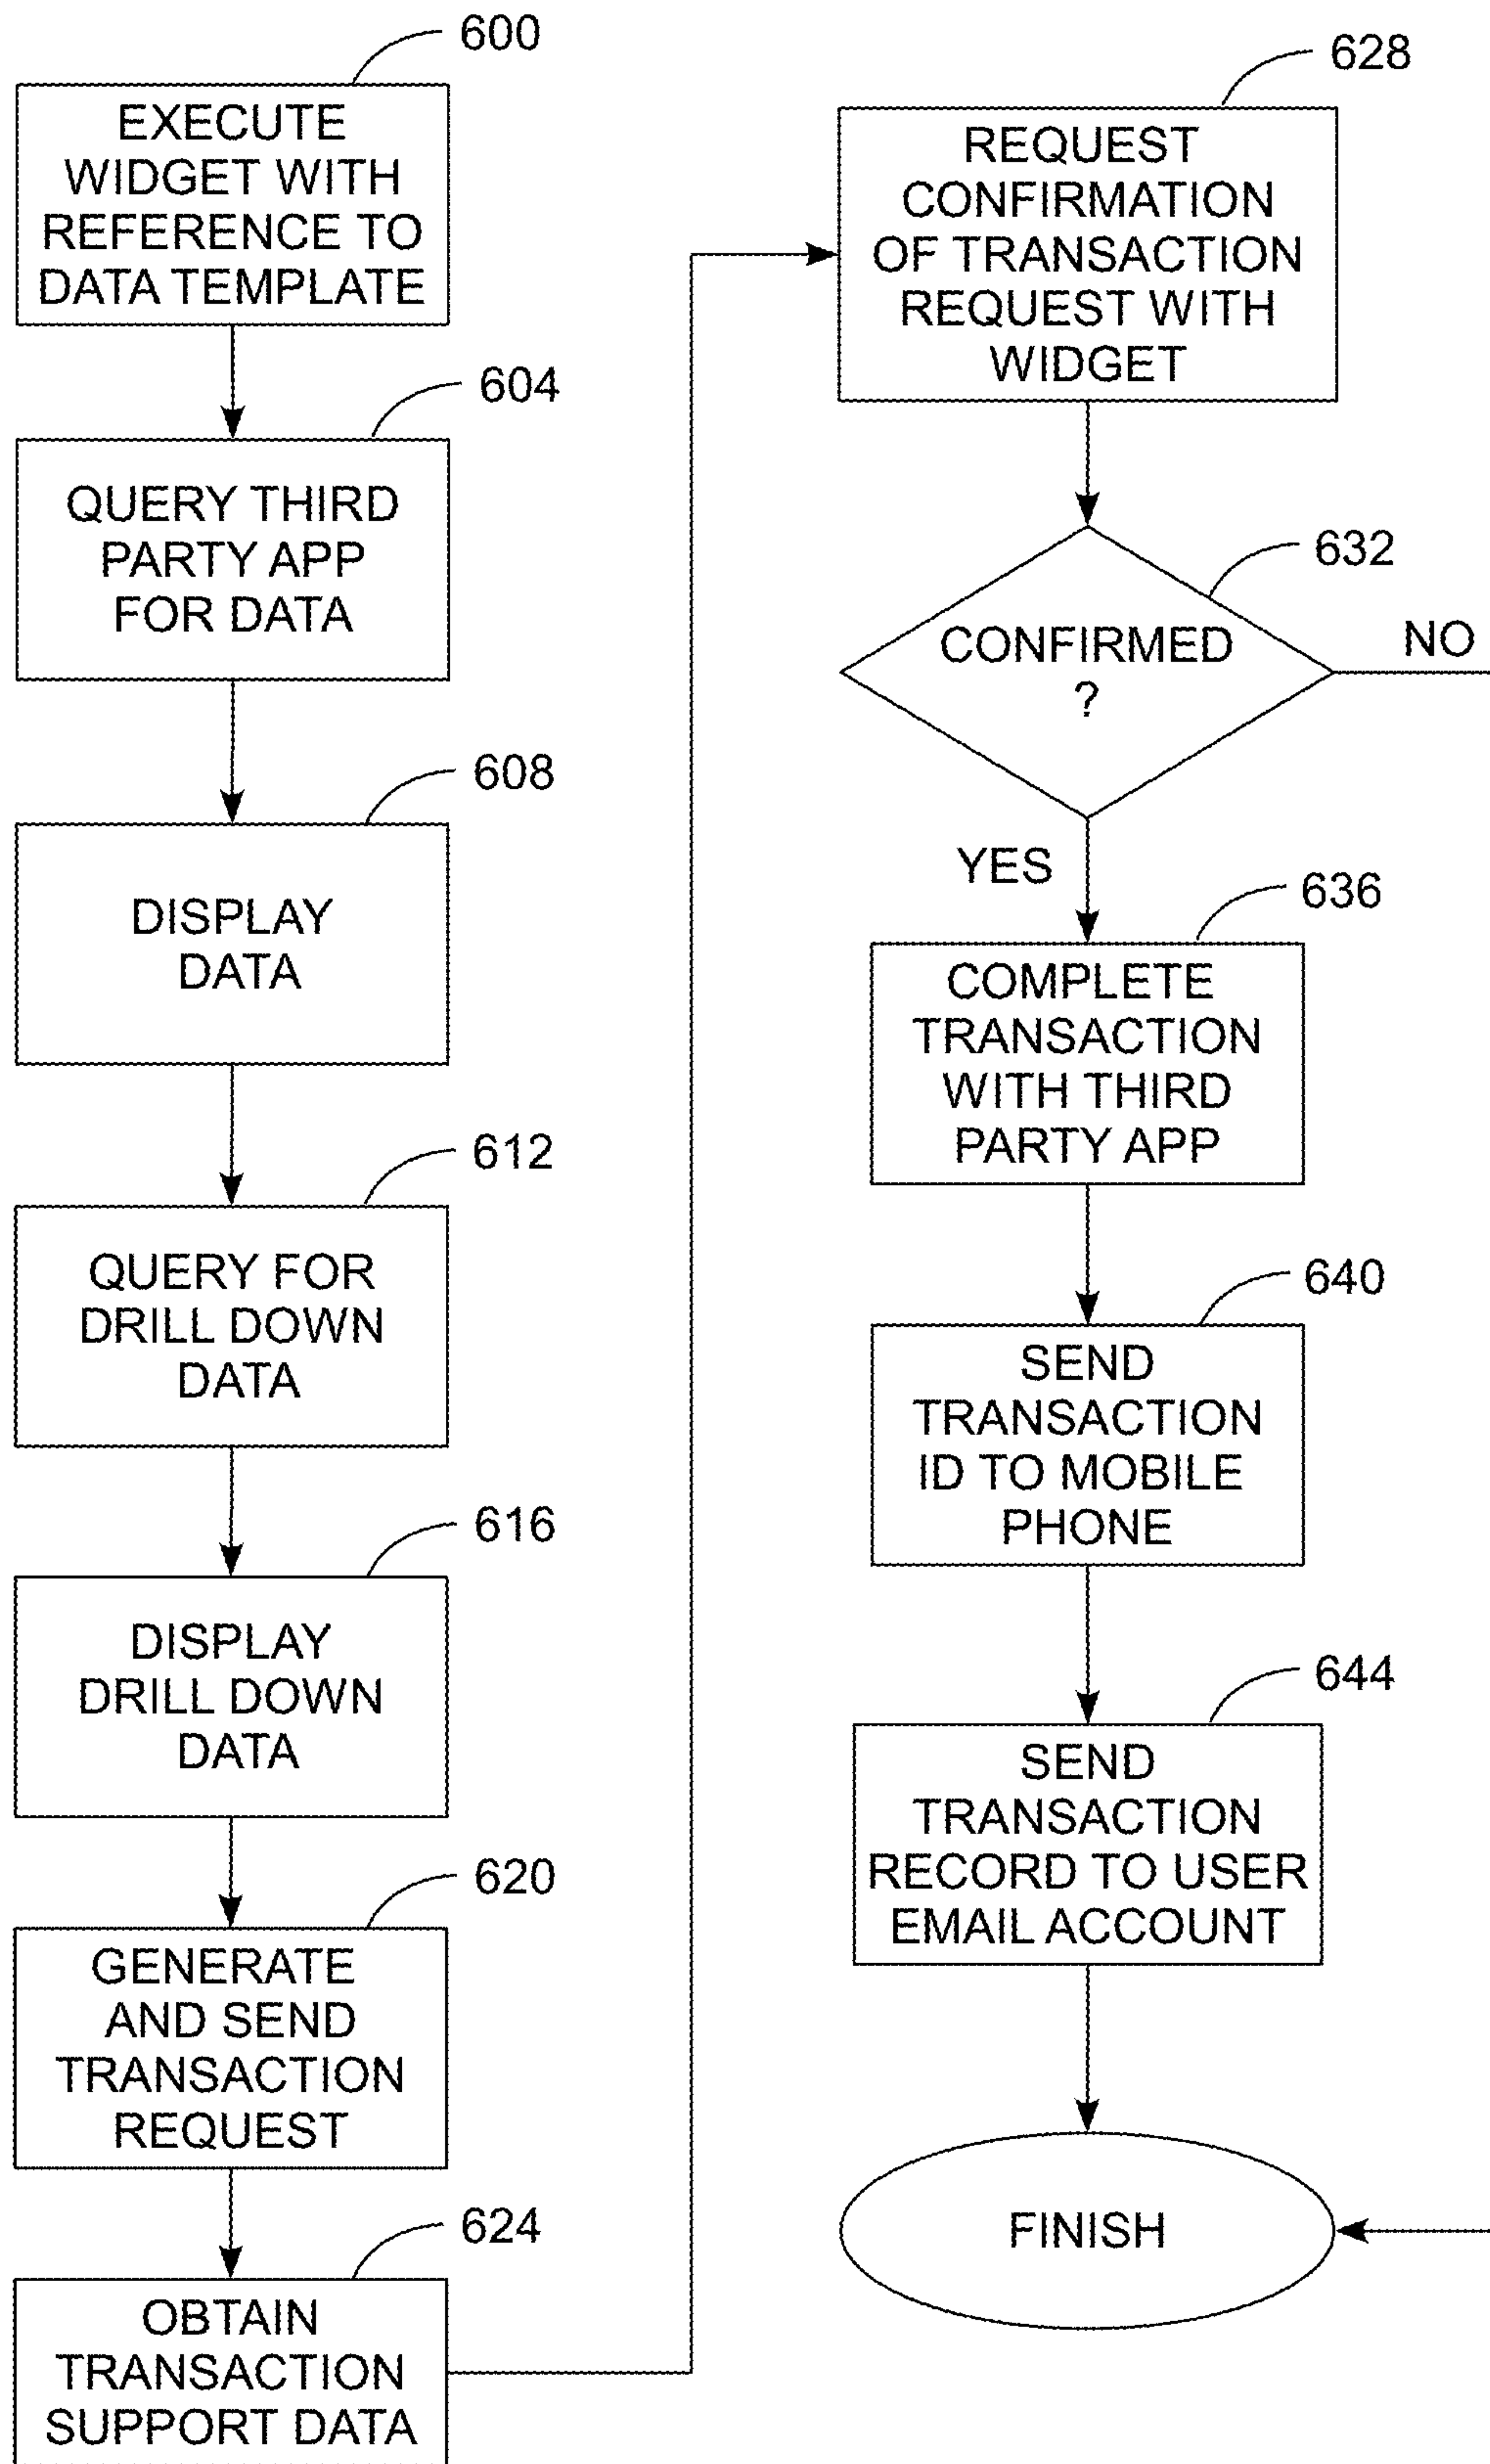 600
EXECUTE
WIDGET WITH
REFERENCE TO
DATA TEMPLATE
604
QUERY THIRD
PARTY APP
FOR DATA
608
DISPLAY
DATA
612
QUERY FOR
DRILL DOWN
DATA
616
DISPLAY
DRILL DOWN
DATA
620
GENERATE
AND SEND
TRANSACTION
REQUEST
624
OBTAIN
TRANSACTION
SUPPORT DATA
628
REQUEST
CONFIRMATION
OF TRANSACTION
REQUEST WITH
WIDGET
632
CONFIRMED
?
NO
YES
636
COMPLETE
TRANSACTION
WITH THIRD
PARTY APP
640
SEND
TRANSACTION
ID TO MOBILE
PHONE
644
SEND
TRANSACTION
RECORD TO USER
EMAIL ACCOUNT
FINISH